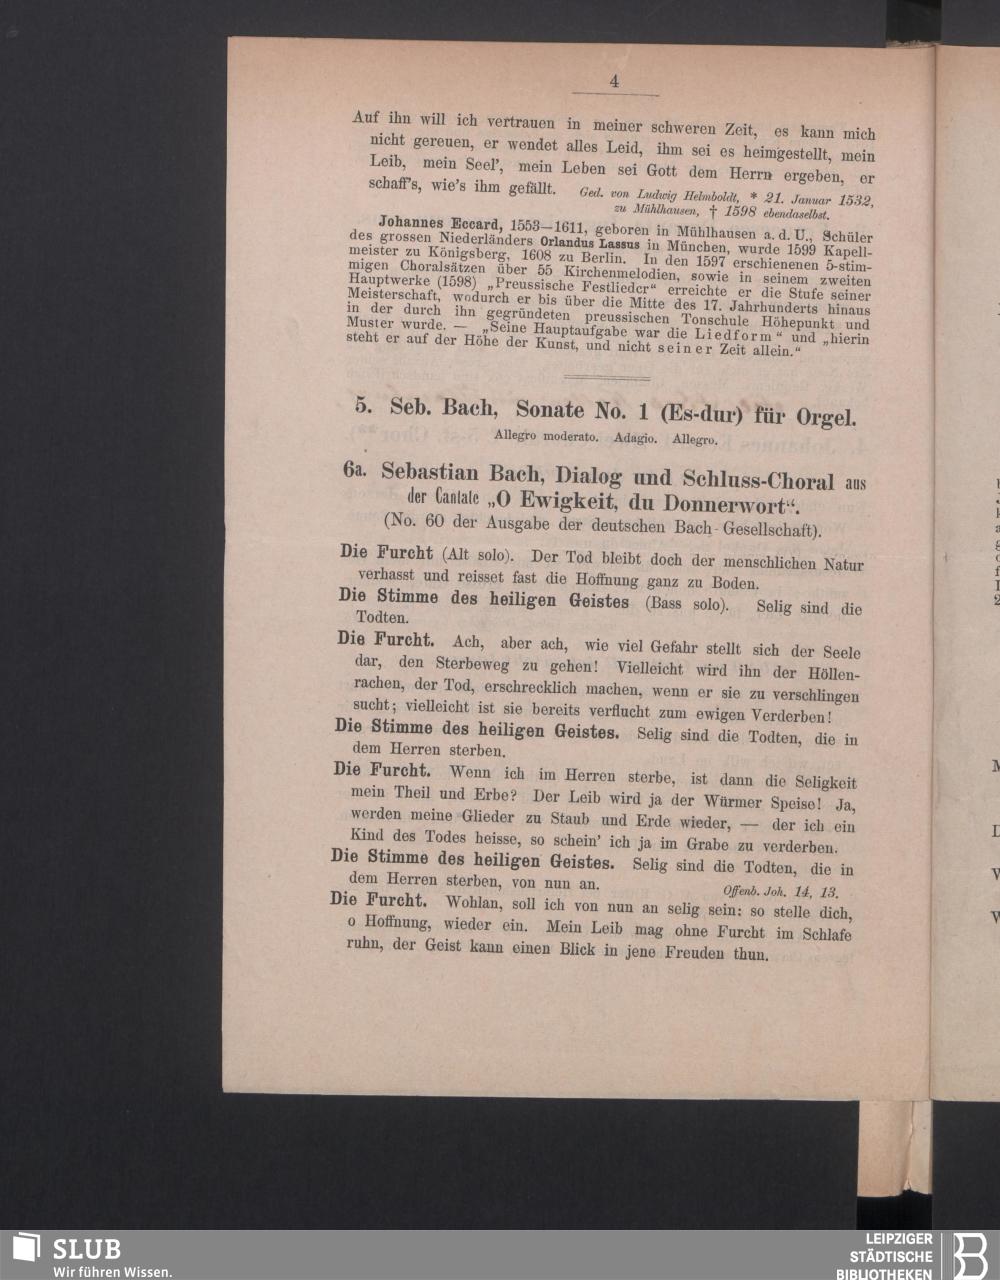 4
Auf ihn will ich vertrauen in meiner schweren Zeit, es kann mich
nicht gereuen, er wendet alles Leid, ihm sei es heimgestellt, mein
Leib, mein Seel’, mein Leben sei Gott dem Herrn ergeben, er
schaff’s, wie’s ihm gefällt. Ged. von Ludwig Helmboldt, * 21. Januar 1532,
zu Mühlhausen, † 1598 ebendaselbst.
Johannes Eccard, 1553—1611, geboren in Mühlhausen a. d. U., Schüler
des grossen Niederländers Orlandus Lassus in München, wurde 1599 Kapell-
meister zu Königsberg, 1608 zu Berlin. In den 1597 erschienenen 5-stim-
migen Choralsätzen über 55 Kirchenmelodien, sowie in seinem zweiten
Hauptwerke (1598) „Preussische Festlieder“ erreichte er die Stufe seiner
Meisterschaft, wodurch er bis über die Mitte des 17. Jahrhunderts hinaus
in der durch ihn gegründeten preussischen Tonschule Höhepunkt und
Muster wurde. — „Seine Hauptaufgabe war die Liedform“ und „hierin
steht er auf der Höhe der Kunst, und nicht seiner Zeit allein.“
5. Seb. Bach, Sonate No. 1 (Es-dur) für Orgel.
Allegro moderato. Adagio. Allegro.
6a. Sebastian Bach, Dialog und Schluss-Choral aus
der Cantate „O Ewigkeit, du Donnerwort“.
(No. 60 der Ausgabe der deutschen Bach-Gesellschaft).
Die Furcht (Alt solo). Der Tod bleibt doch der menschlichen Natur
verhasst und reisset fast die Hoffnung ganz zu Boden.
Die Stimme des heiligen Geistes (Bass solo). Selig sind die
Todten.
Die Furcht. Ach, aber ach, wie viel Gefahr stellt sich der Seele
dar, den Sterbeweg zu gehen! Vielleicht wird ihn der Höllen-
rachen, der Tod, erschrecklich machen, wenn er sie zu verschlingen
sucht; vielleicht ist sie bereits verflucht zum ewigen Verderben!
Die Stimme des heiligen Geistes. Selig sind die Todten, die in
dem Herren sterben.
Die Furcht. Wenn ich im Herren sterbe, ist dann die Seligkeit
mein Theil und Erbe? Der Leib wird ja der Würmer Speise! Ja,
werden meine Glieder zu Staub und Erde wieder, — der ich ein
Kind des Todes heisse, so schein’ ich ja im Grabe zu verderben.
Die Stimme des heiligen Geistes. Selig sind die Todten, die in
dem Herren sterben, von nun an. Offenb. Joh. 14, 13.
Die Furcht. Wohlan, soll ich von nun an selig sein: so stelle dich,
o Hoffnung, wieder ein. Mein Leib mag ohne Furcht im Schlafe
ruhn, der Geist kann einen Blick in jene Freuden thun.
SLUB
Wir führen Wissen.
LEIPZIGER
STÄDTISCHE
BIBLIOTHEKEN